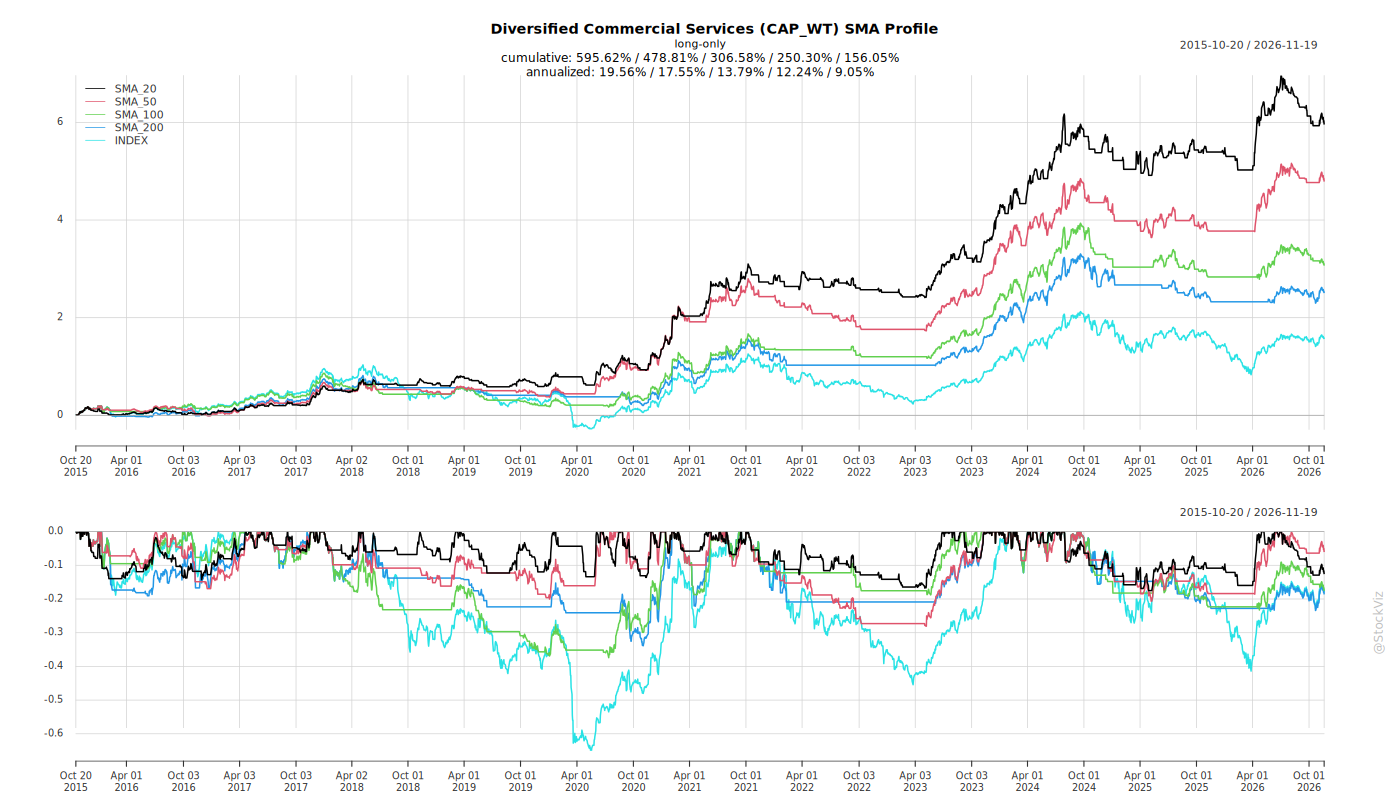 Diversified Commercial Services (CAP_WT) SMA Profile
long-only
cumulative: 595.62% / 478.81% / 306.58% / 250.30% / 156.05%
annualized: 19.56% / 17.55% / 13.79% / 12.24% / 9.05%
2015-10-20 / 2026-11-19
SMA_20
SMA_50
SMA_100
SMA_200
INDEX
6
4
2
0
Oct 20 Apr 01 Oct 03 Apr 03 Oct 03 Apr 02 Oct 01 Apr 01 Oct 01 Apr 01 Oct 01 Apr 01 Oct 01 Apr 01 Oct 03 Apr 03 Oct 03 Apr 01 Oct 01 Apr 01 Oct 01 Apr 01 Oct 01
2015 2016 2016 2017 2017 2018 2018 2019 2019 2020 2020 2021 2021 2022 2022 2023 2023 2024 2024 2025 2025 2026 2026
2015-10-20 / 2026-11-19
0.0
-0.1
-0.2
-0.3
-0.4
-0.5
-0.6
Oct 20 Apr 01 Oct 03 Apr 03 Oct 03 Apr 02 Oct 01 Apr 01 Oct 01 Apr 01 Oct 01 Apr 01 Oct 01 Apr 01 Oct 03 Apr 03 Oct 03 Apr 01 Oct 01 Apr 01 Oct 01 Apr 01 Oct 01
2015 2016 2016 2017 2017 2018 2018 2019 2019 2020 2020 2021 2021 2022 2022 2023 2023 2024 2024 2025 2025 2026 2026
@StockViz